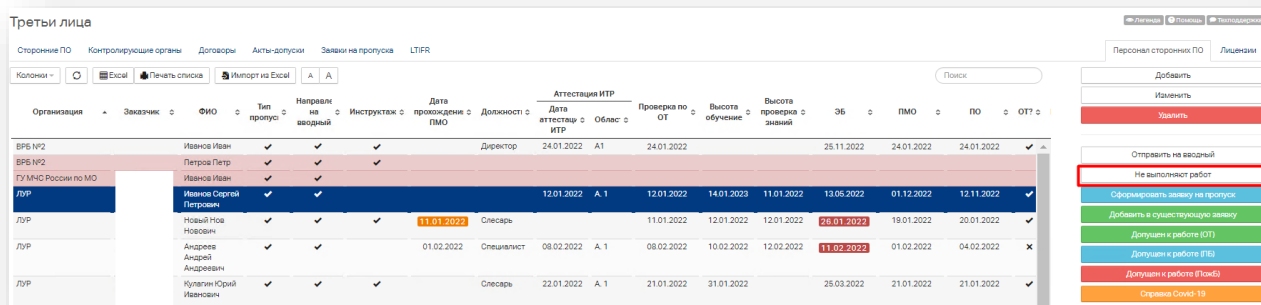 Третьи лица
Легенда Помощь Техподдержка
Сторонние ПО Контролирующие органы Договоры Акты-допуски Заявки на пропуска LTIFR Персонал сторонних ПО Лицензии
Колонки Excel Печать списка Импорт из Excel A A Поиск
Организация Заказчик ФИО Тип пропуск Направле на вводный Инструктаж Дата прохождени ПМО Должность Аттестация ИТР Дата аттестаци ИТР Област Проверка по ОТ Высота обучение Высота проверка знаний ЭБ ПМО ПО ОТ?
ВРБ №2 Иванов Иван Директор 24.01.2022 А1 24.01.2022 25.11.2022 24.01.2022 24.01.2022
ВРБ №2 Петров Петр
ГУ МЧС России по МО Иванов Иван
ЛУР Иванов Сергей Петрович 12.01.2022 А. 1 12.01.2022 14.01.2023 11.01.2022 13.05.2022 01.12.2022 12.11.2022
ЛУР Новый Нов Новович 11.01.2022 Слесарь 11.01.2022 12.01.2022 12.01.2022 26.01.2022 19.01.2022 20.01.2022
ЛУР Андреев Андрей Андреевич 01.02.2022 Специалист 08.02.2022 А. 1 08.02.2022 10.02.2022 12.02.2022 11.02.2022 01.02.2022 04.02.2022
ЛУР Кулагин Юрий Иванович Слесарь 22.01.2022 А. 1 21.01.2022 31.01.2022 25.03.2022 21.01.2022 21.01.2022
Добавить
Изменить
Удалить
Отправить на вводный
Не выполняют работ
Сформировать заявку на пропуск
Добавить в существующую заявку
Допущен к работе (ОТ)
Допущен к работе (ПБ)
Допущен к работе (ПожБ)
Справка Covid-19